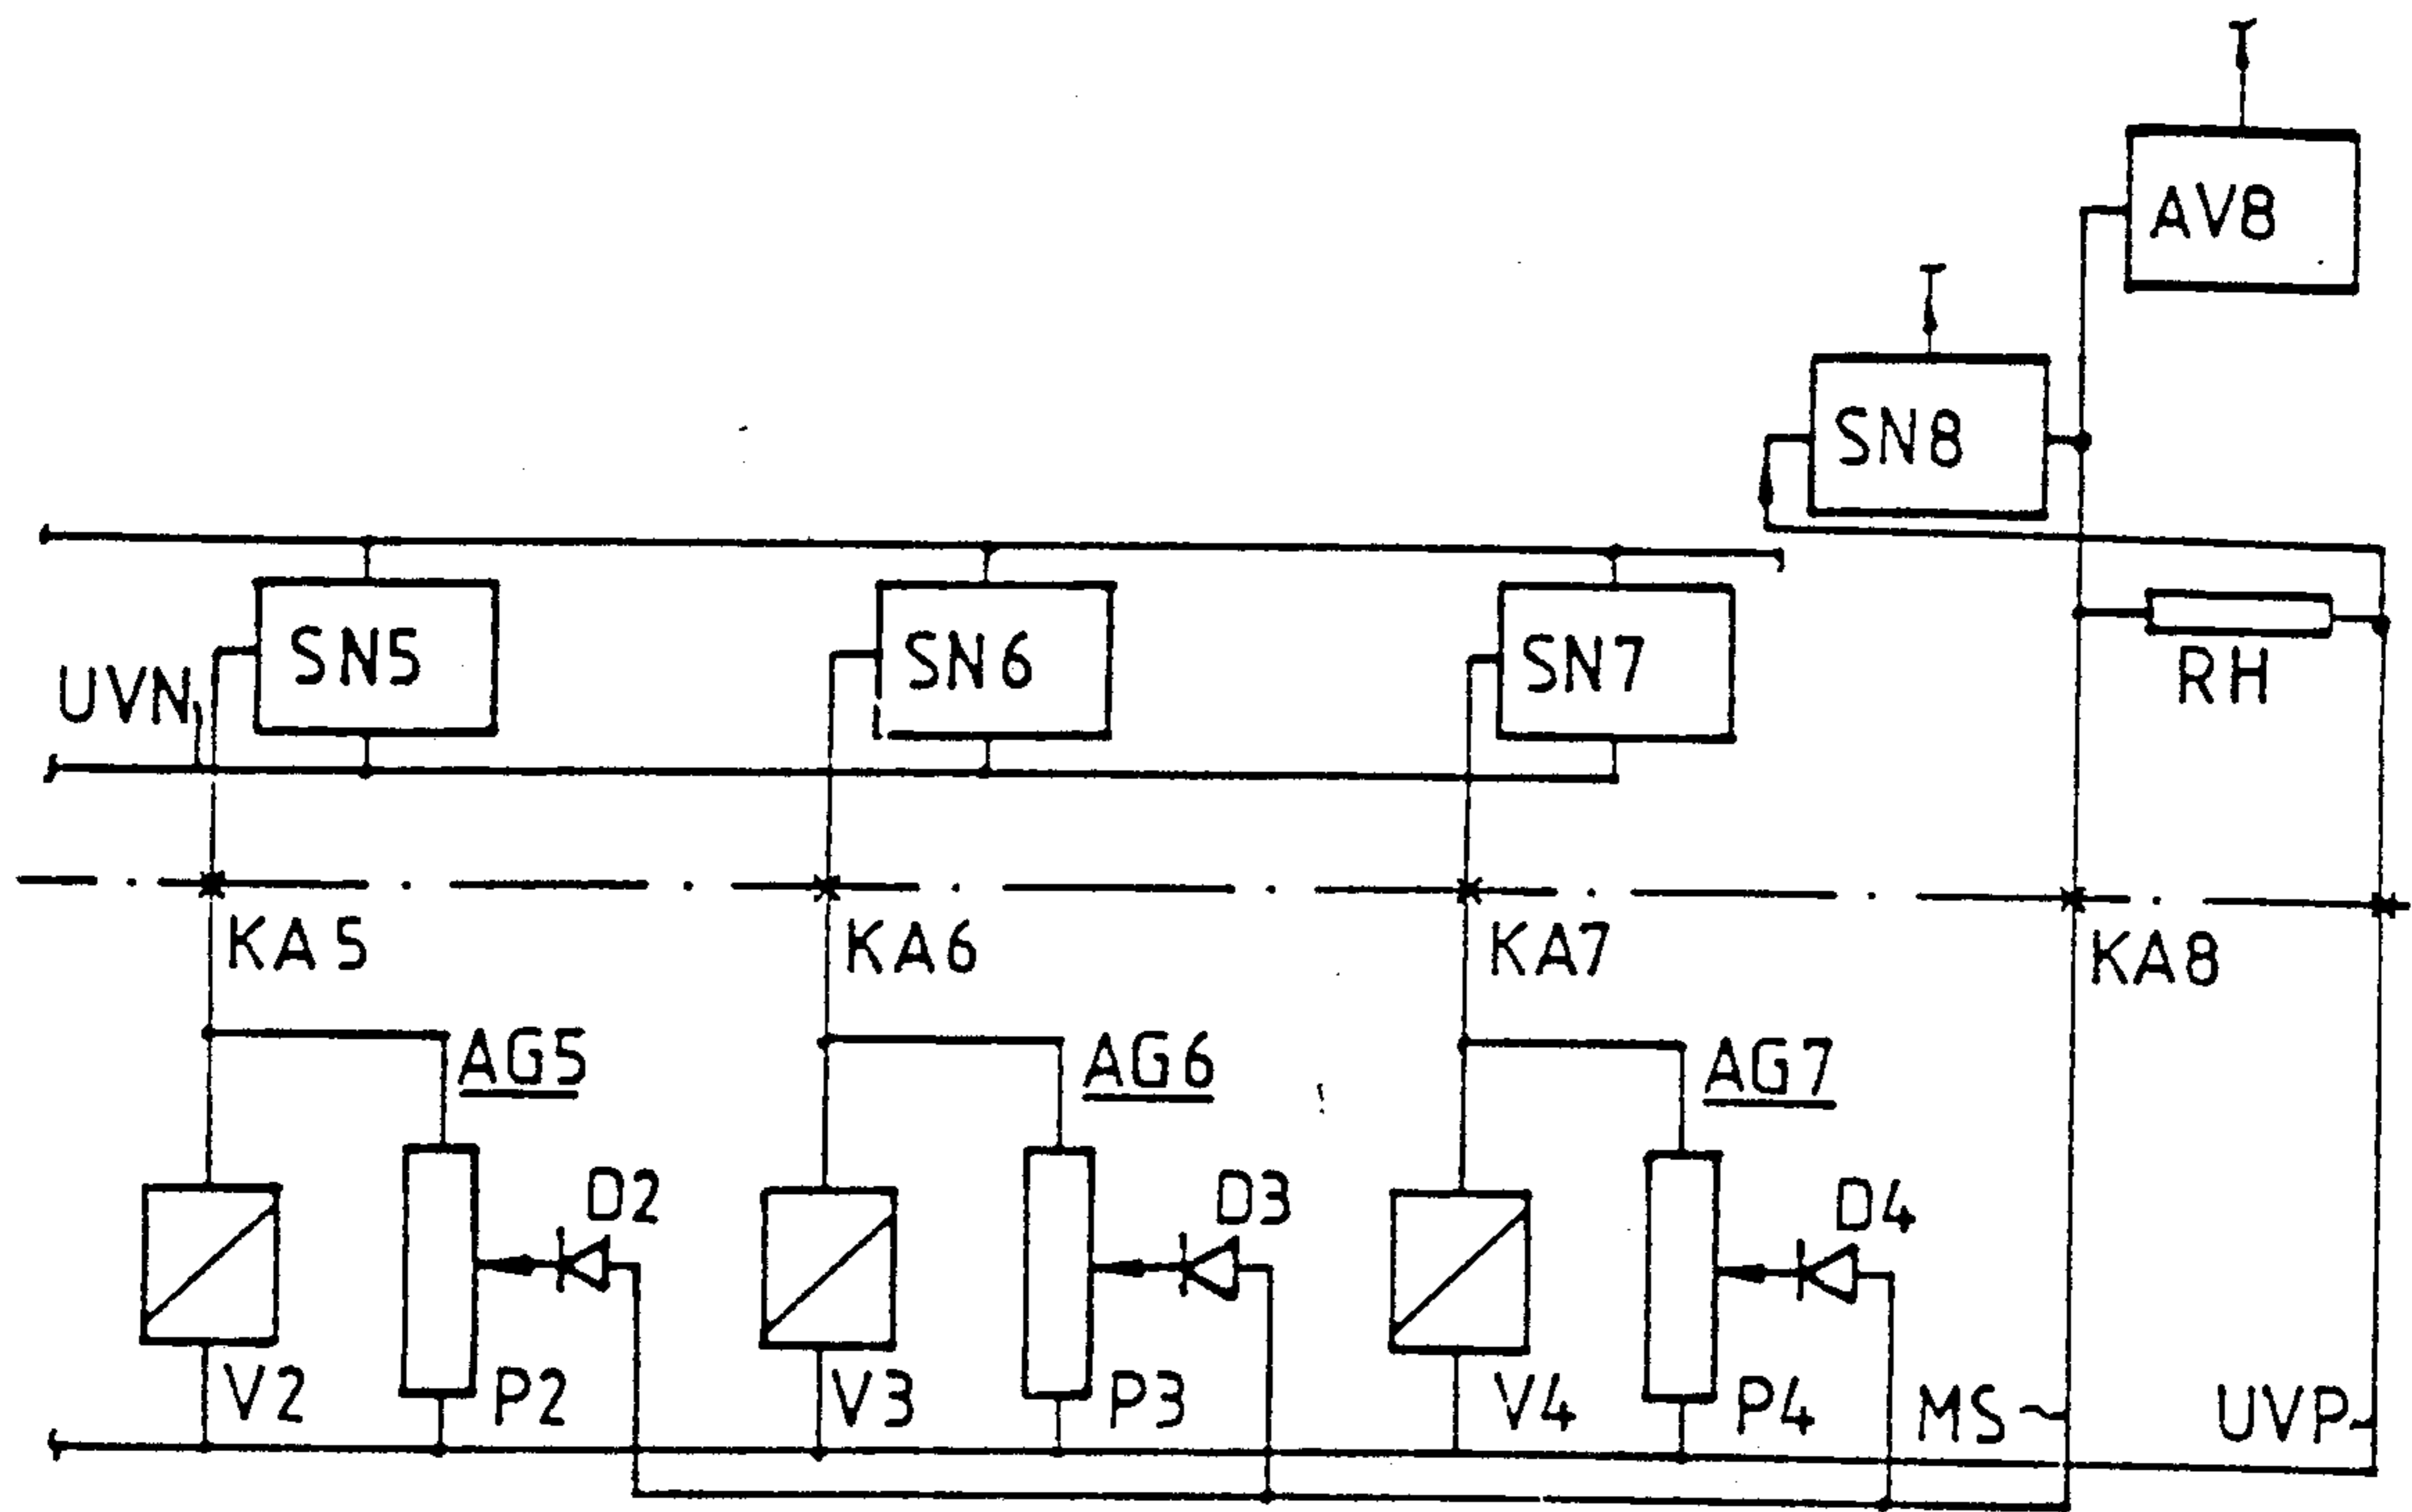 AV8
SN8
SN5
SN6
SN7
RH
UVN
KA5
KA6
KA7
KA8
AG5
AG6
AG7
D2
D3
D4
V2
P2
V3
P3
V4
P4
MS
UVP